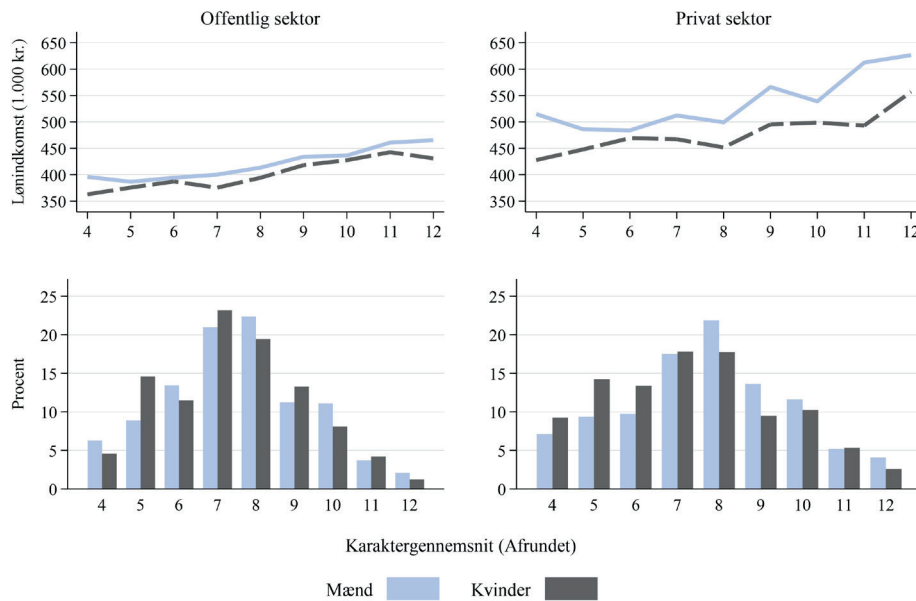 Offentlig sektor
Privat sektor
Lønindkomst (1.000 kr.)
650
600
550
500
450
400
350
4 5 6 7 8 9 10 11 12
650
600
550
500
450
400
350
4 5 6 7 8 9 10 11 12
Procent
25
20
15
10
5
0
4 5 6 7 8 9 10 11 12
25
20
15
10
5
0
4 5 6 7 8 9 10 11 12
Karaktergennemsnit (Afrundet)
Mænd Kvinder